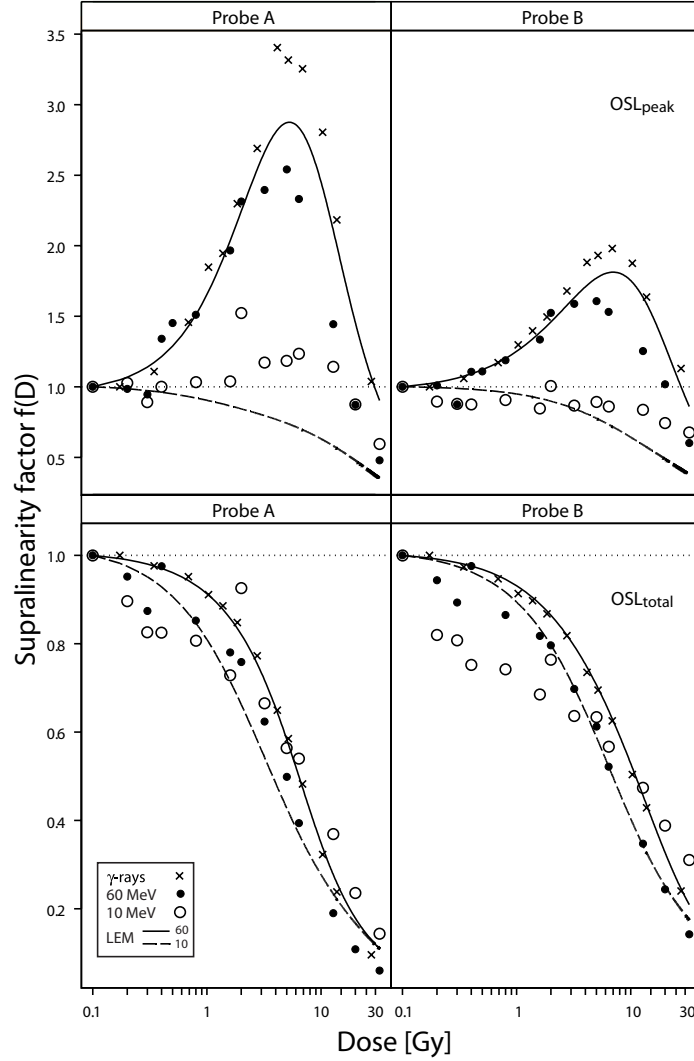 Probe A
Probe B
3.5
3.0
2.5
2.0
1.5
1.0
0.5
OSLpeak
Supralinearity factor f(D)
Probe A
Probe B
1.0
0.8
0.6
0.4
0.2
OSLtotal
γ-rays
60 MeV
10 MeV
LEM 60
10
0.1 1 10 30
0.1 1 10 30
Dose [Gy]